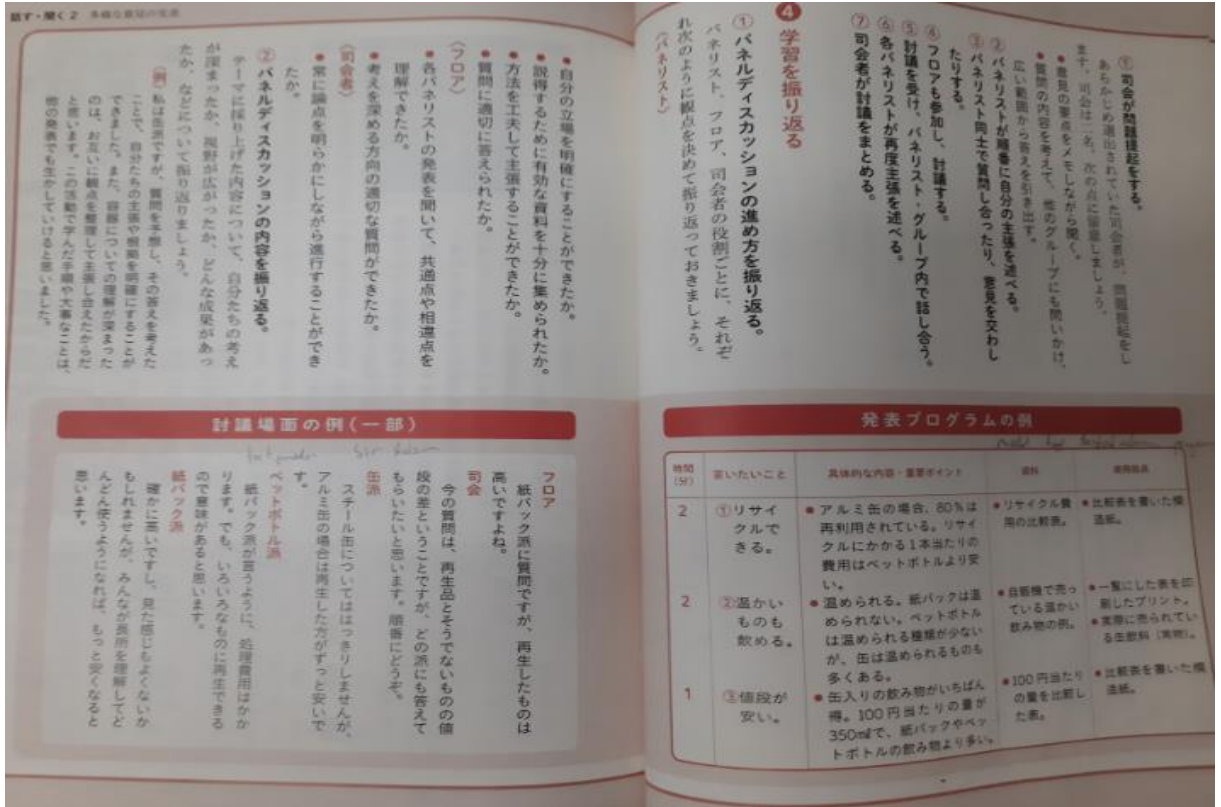 ① 司会が問題提起をする。
あらかじめ選出されていた司会者が、問題提起をし
ます。司会は二名。次の点に留意しましょう。
● 意見の要点をメモしながら聞く。
● 質問の内容を考えて、他のグループにも問いかけ、
広い範囲から答えを引き出す。
② パネリストが順番に自分の主張を述べる。
③ パネリスト同士で質問し合ったり、意見を交わし
たりする。
④ フロアも参加し、討議する。
⑤ 討議を受け、パネリスト・グループ内で話し合う。
⑥ 各パネリストが再度主張を述べる。
⑦ 司会者が討議をまとめる。
4 学習を振り返る
① パネルディスカッションの進め方を振り返る。
パネリスト、フロア、司会者の役割ごとに、それぞ
れ次のように観点を決めて振り返っておきましょう。
〈パネリスト〉
発表プログラムの例
時間(分) 言いたいこと 具体的な内容・重要ポイント 資料
2 ①リサイクルできる。
● アルミ缶の場合、80%は
再利用されている。リサイ
クルにかかる1本当たりの
費用はペットボトルより安
い。
● リサイクル費
用の比較表。
● 比較表を書いた模
造紙。
2 ②温かいものも飲める。
● 温められる。紙パックは温
められない。ペットボトル
は温められる種類が少ない
が、缶は温められるものも
多くある。
● 自販機で売っ
ている温かい
飲み物の例。
● 一覧にした表を印
刷したプリント。
● 実際に売られてい
る缶飲料（実物）。
1 ③値段が安い。
● 缶入りの飲み物がいちばん
得。100円当たりの量が
350mlで、紙パックやペッ
トボトルの飲み物より多い。
● 100円当たり
の量を比較し
た表。
● 比較表を書いた模
造紙。
話す・聞く2 多様な意見の交流
● 自分の立場を明確にすることができたか。
● 説得するために有効な資料を十分に集められたか。
● 方法を工夫して主張することができたか。
● 質問に適切に答えられたか。
〈フロア〉
● 各パネリストの発表を聞いて、共通点や相違点を
理解できたか。
● 考えを深める方向の適切な質問ができたか。
〈司会者〉
● 常に論点を明らかにしながら進行することができ
たか。
② パネルディスカッションの内容を振り返る。
テーマに採り上げた内容について、自分たちの考え
が深まったか、視野が広がったか、どんな成果があっ
たか、などについて振り返りましょう。
〈例〉 私は缶派ですが、質問を予想し、その答えを考えた
ことで、自分たちの主張や根拠を明確にすることが
できました。また、容器についての理解が深まった
のは、お互いに観点を整理して主張し合えたからだ
と思います。この活動で学んだ手順や大事なことは、
他の発表でも生かしていけると思いました。
討議場面の例（一部）
フロア
紙パック派に質問ですが、再生したものは
高いですよね。
司会
今の質問は、再生品とそうでないものの値
段の差ということですが、どの派にも答えて
もらいたいと思います。順番にどうぞ。
缶派
スチール缶についてははっきりしませんが、
アルミ缶の場合は再生した方がずっと安いで
す。
ペットボトル派
紙パック派が言うように、処理費用はかか
ります。でも、いろいろなものに再生できる
ので意味があると思います。
紙パック派
確かに高いですし、見た感じもよくないか
もしれませんが、みんなが長所を理解してど
んどん使うようになれば、もっと安くなると
思います。